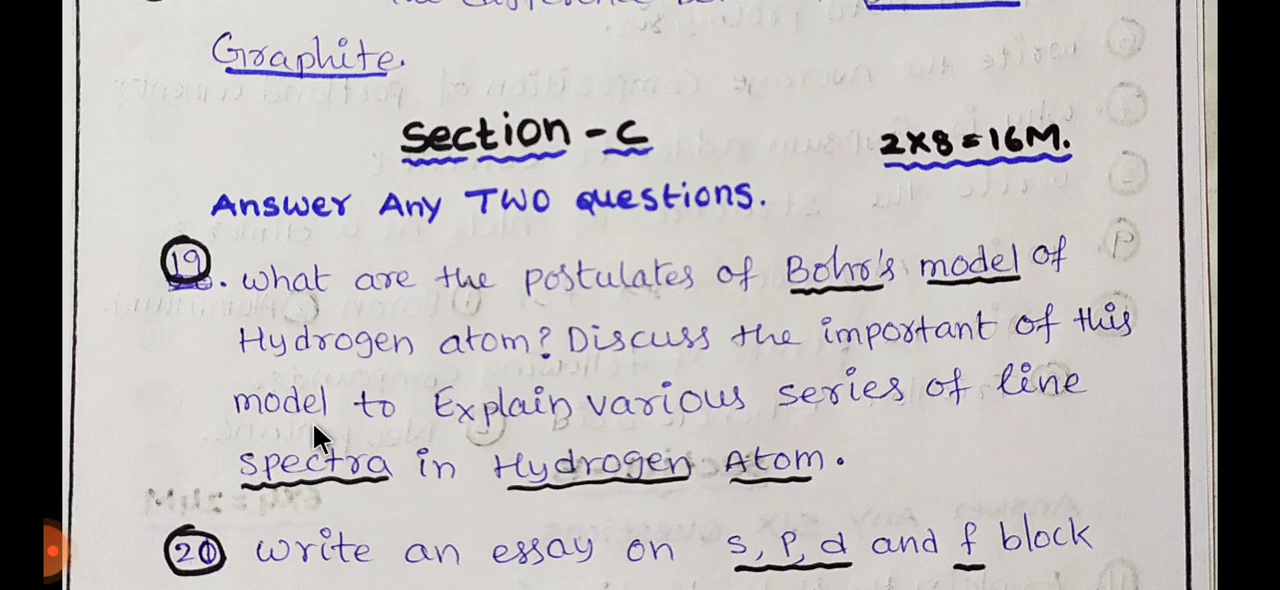 Graphite.
Section - C
2x8=16M.
Answer Any TWO questions.
19. What are the postulates of Bohr's model of
Hydrogen atom? Discuss the important of this
model to Explain various series of line
spectra in Hydrogen Atom.
20 Write an essay on s, p, d and f block